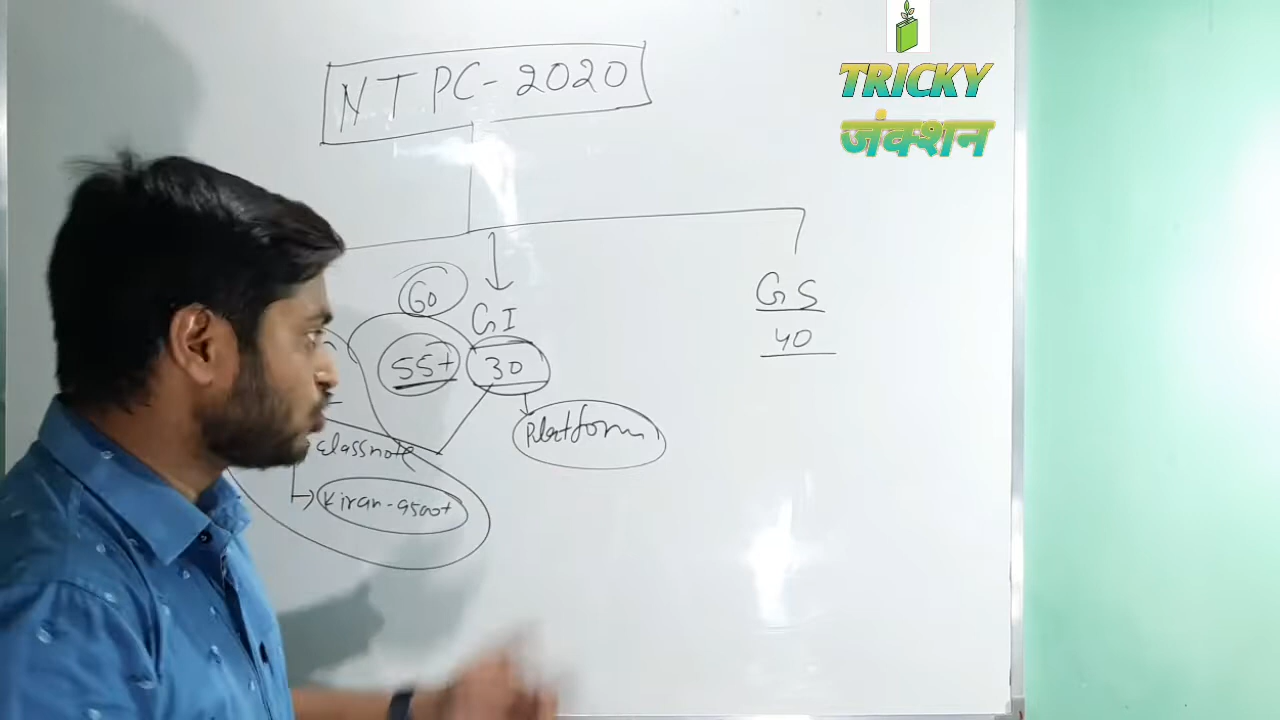 TRICKY
जंक्शन
NTPC-2020
60
GI
GS
55+
30
40
Platform
classnote
Kiran-9500+